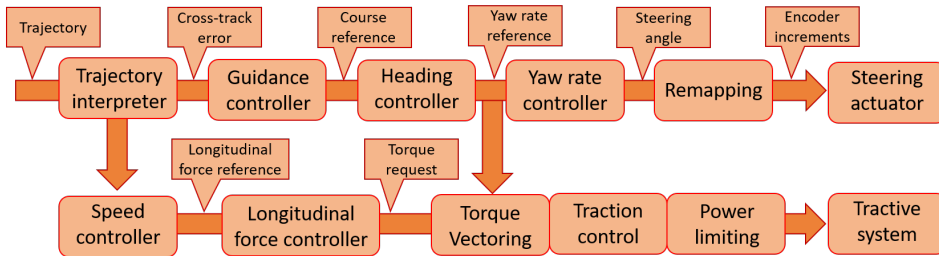 Trajectory
Cross-track
error
Course
reference
Yaw rate
reference
Steering
angle
Encoder
increments
Trajectory
interpreter
Guidance
controller
Heading
controller
Yaw rate
controller
Remapping
Steering
actuator
Longitudinal
force reference
Torque
request
Speed
controller
Longitudinal
force controller
Torque
Vectoring
Traction
control
Power
limiting
Tractive
system